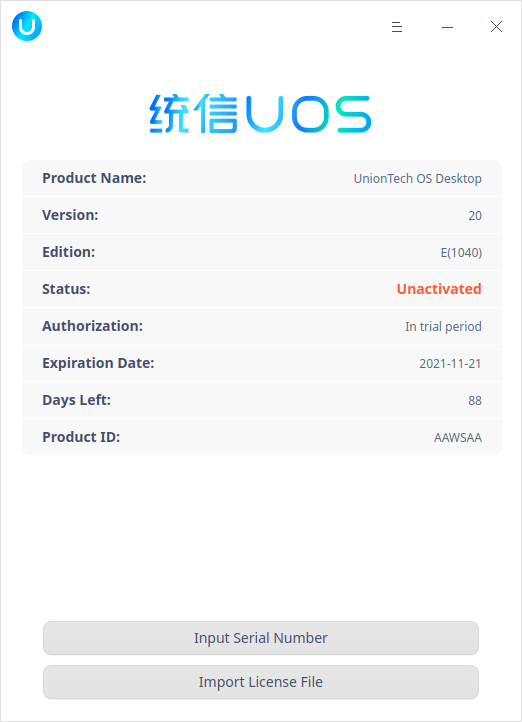 统信UOS
Product Name: UnionTech OS Desktop
Version: 20
Edition: E(1040)
Status: Unactivated
Authorization: In trial period
Expiration Date: 2021-11-21
Days Left: 88
Product ID: AAWSAA
Input Serial Number
Import License File